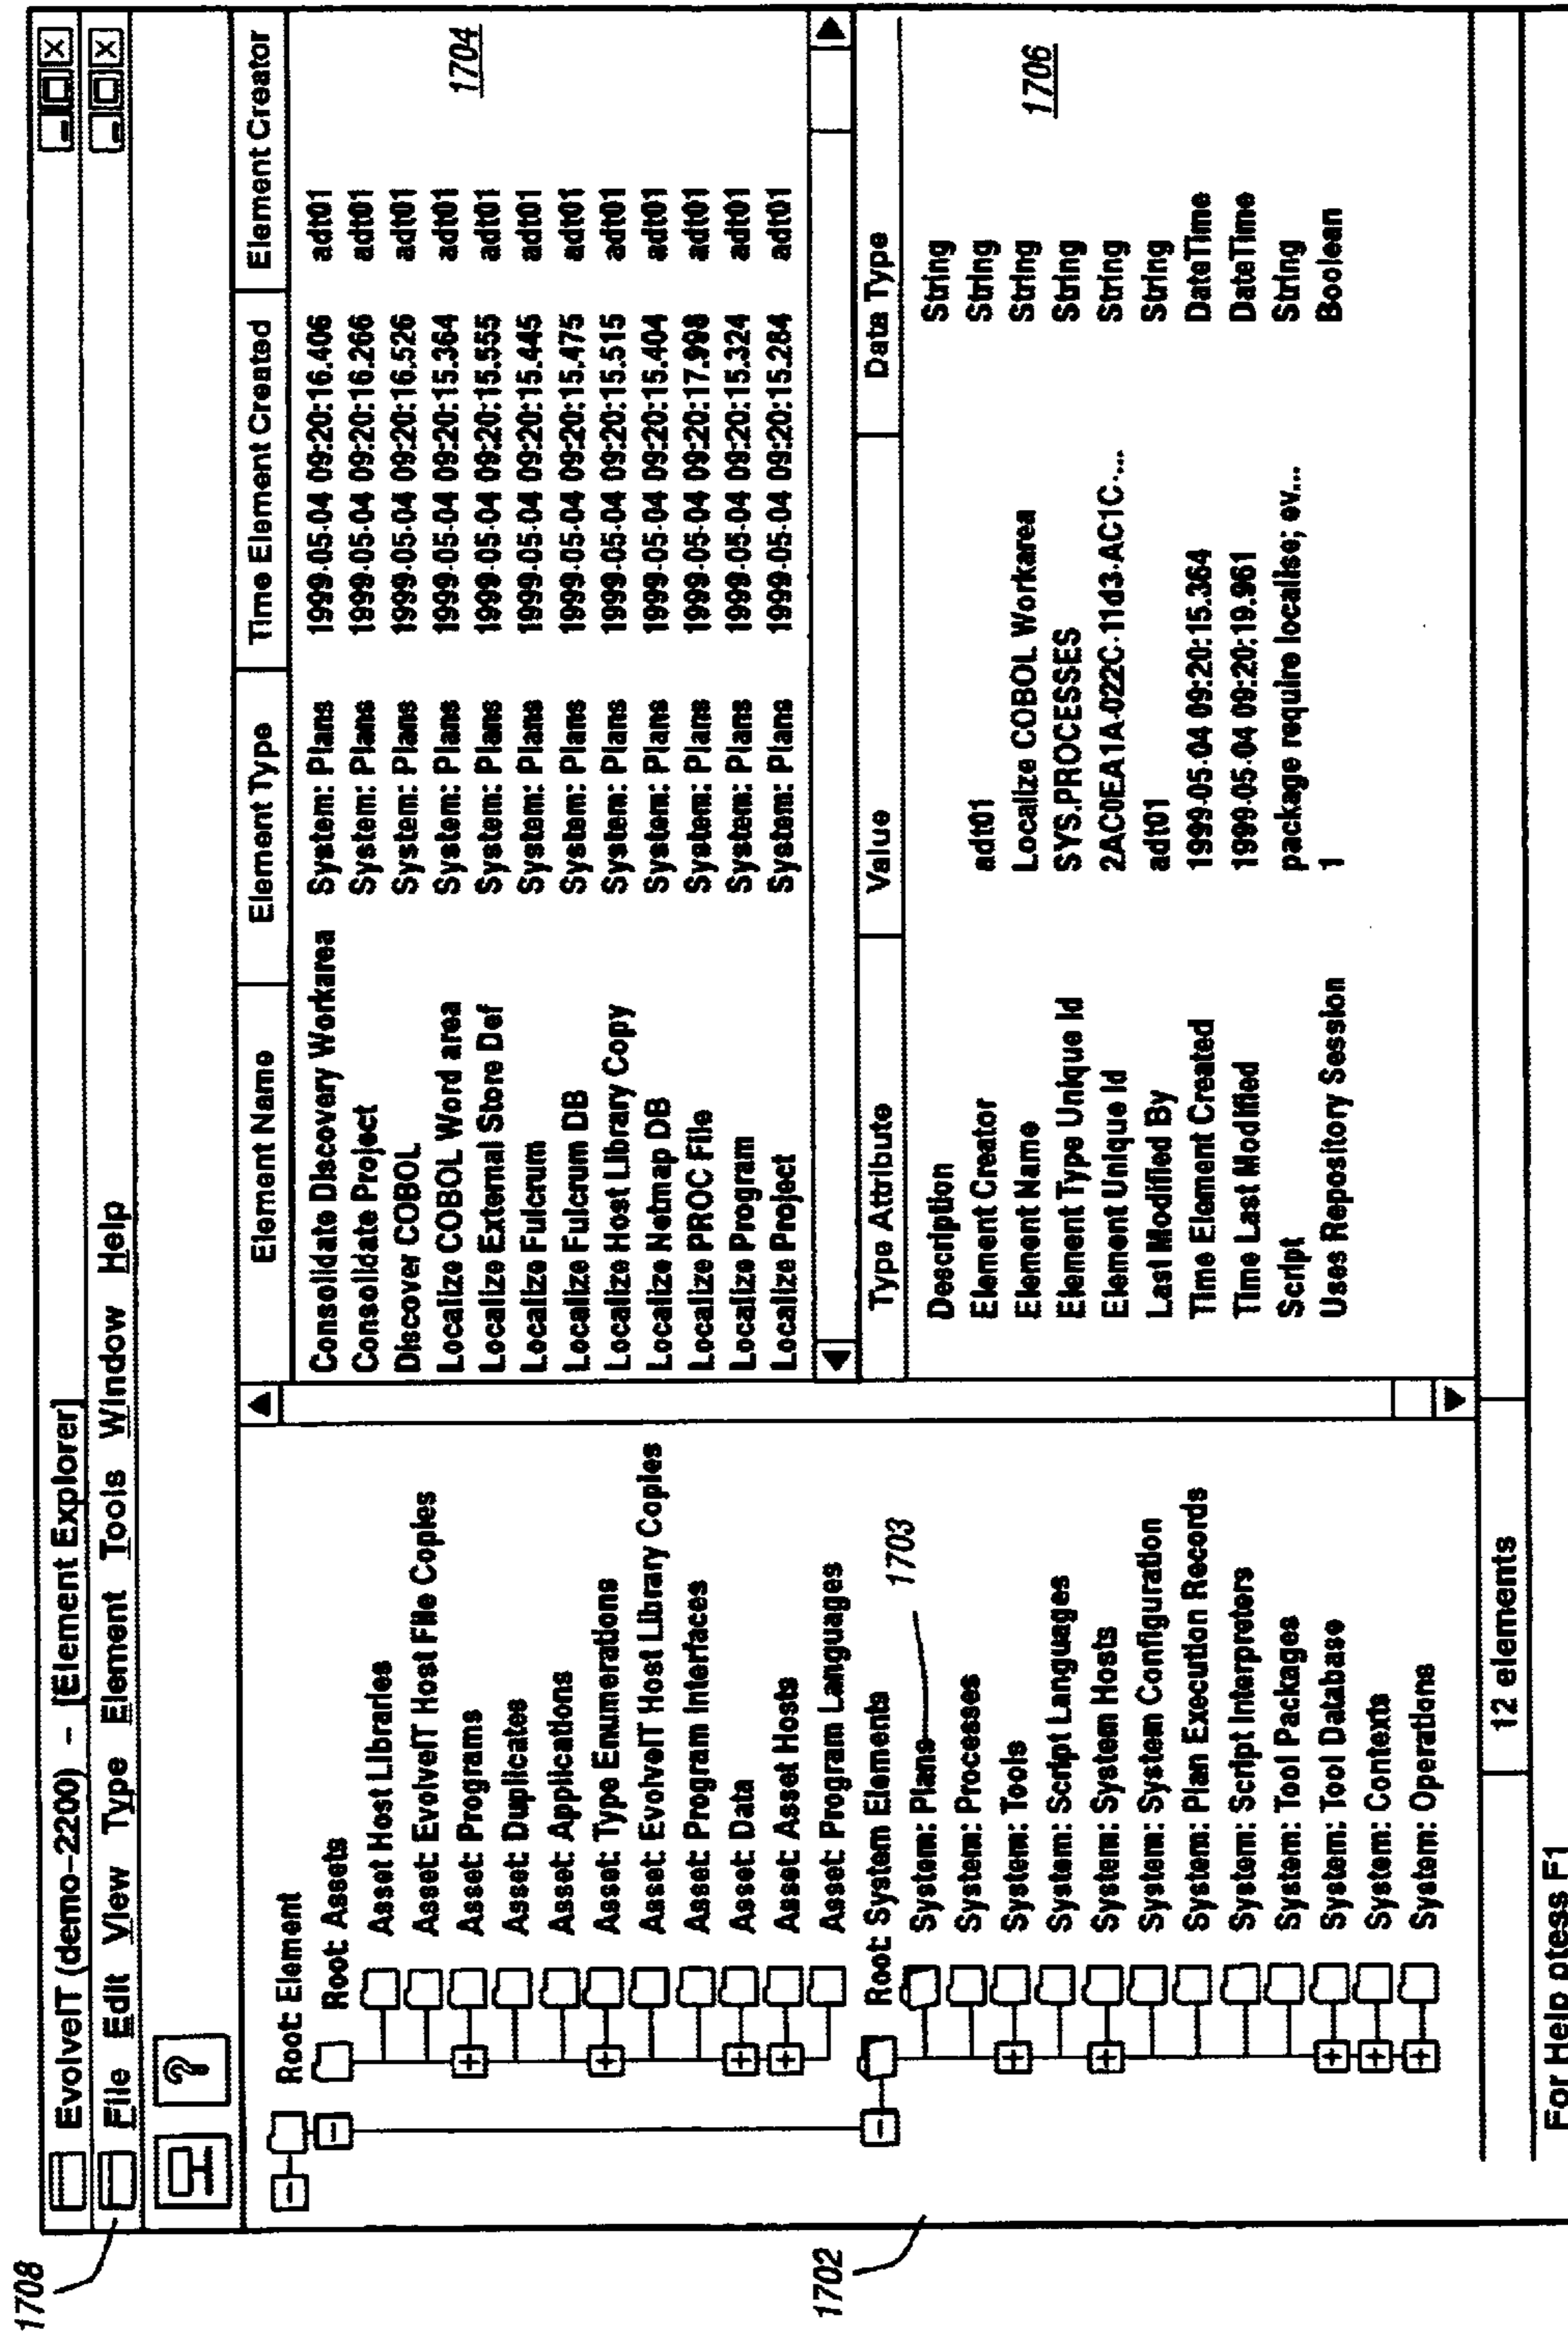 1708
EvolveIT (demo-2200) – [Element Explorer]
File Edit View Type Element Tools Window Help
?
1702
Root: Element
Root: Assets
Asset Host Libraries
Asset: EvolveIT Host File Copies
Asset: Programs
Asset: Duplicates
Asset: Applications
Asset: Type Enumerations
Asset: EvolveIT Host Library Copies
Asset: Program Interfaces
Asset: Data
Asset: Asset Hosts
Asset: Program Languages
Root: System Elements
System: Plans
1703
System: Processes
System: Tools
System: Script Languages
System: System Hosts
System: System Configuration
System: Plan Execution Records
System: Script Interpreters
System: Tool Packages
System: Tool Database
System: Contexts
System: Operations
Element Name Element Type Time Element Created Element Creator
Consolidate Discovery Workarea System: Plans 1999-05-04 09:20:16.406 adt01
Consolidate Project System: Plans 1999-05-04 09:20:16.266 adt01
Discover COBOL System: Plans 1999-05-04 09:20:16.526 adt01
Localize COBOL Word area System: Plans 1999-05-04 09:20:15.364 adt01
Localize External Store Def System: Plans 1999-05-04 09:20:15.555 adt01
Localize Fulcrum System: Plans 1999-05-04 09:20:15.445 adt01
Localize Fulcrum DB System: Plans 1999-05-04 09:20:15.475 adt01
Localize Host Library Copy System: Plans 1999-05-04 09:20:15.515 adt01
Localize Netmap DB System: Plans 1999-05-04 09:20:15.404 adt01
Localize PROC File System: Plans 1999-05-04 09:20:17.998 adt01
Localize Program System: Plans 1999-05-04 09:20:15.324 adt01
Localize Project System: Plans 1999-05-04 09:20:15.284 adt01
1704
Type Attribute Value Data Type
Description String
Element Creator adt01 String
Element Name Localize COBOL Workarea String
Element Type Unique Id SYS.PROCESSES String
Element Unique Id 2AC0EA1A-022C-11d3-AC1C-... String
Last Modified By adt01 String
Time Element Created 1999-05-04 09:20:15.364 DateTime
Time Last Modified 1999-05-04 09:20:19.961 DateTime
Script package require localise; ev... String
Uses Repository Session 1 Boolean
1706
12 elements
For Help ptess F1